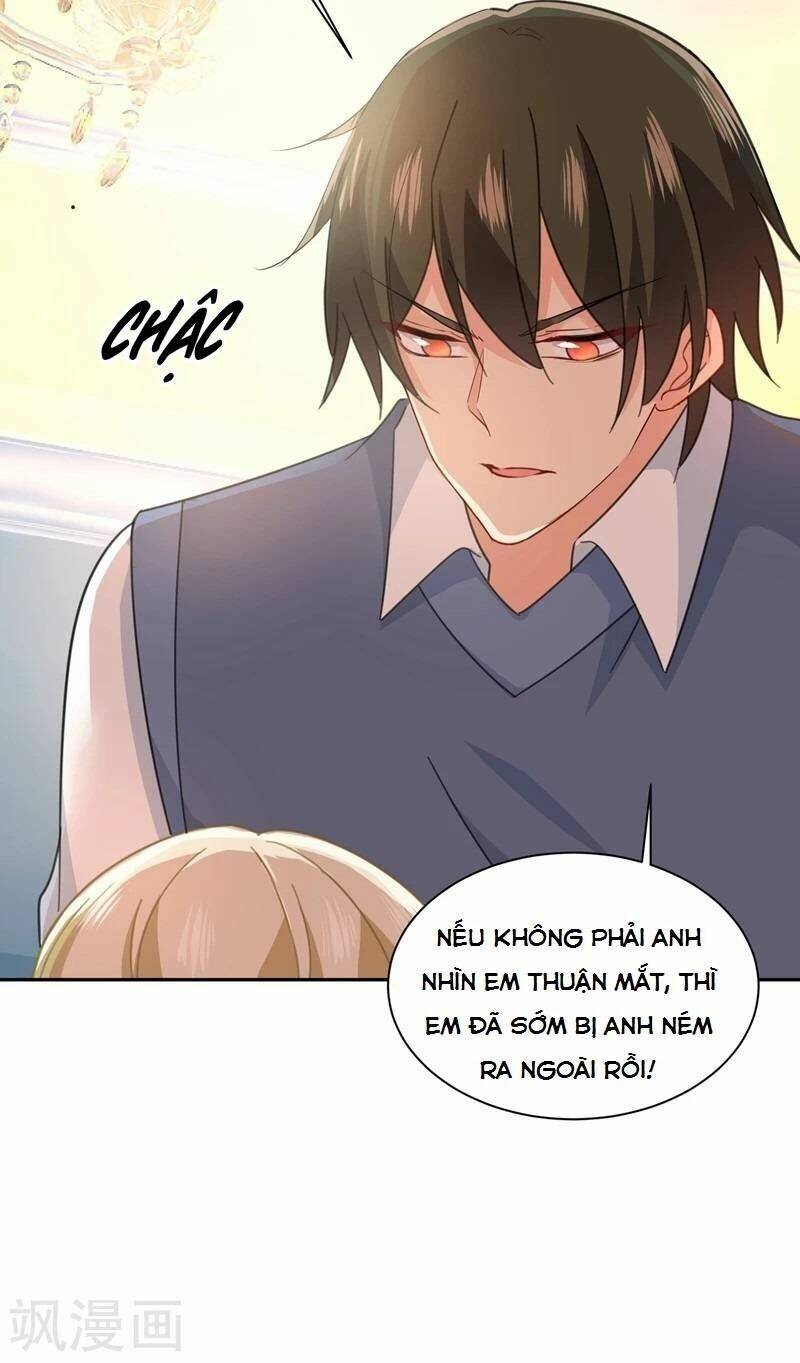 CHẬC
NẾU KHÔNG PHẢI ANH
NHÌN EM THUẬN MẮT, THÌ
EM ĐÃ SỚM BỊ ANH NÉM
RA NGOÀI RỒI!
飒漫画